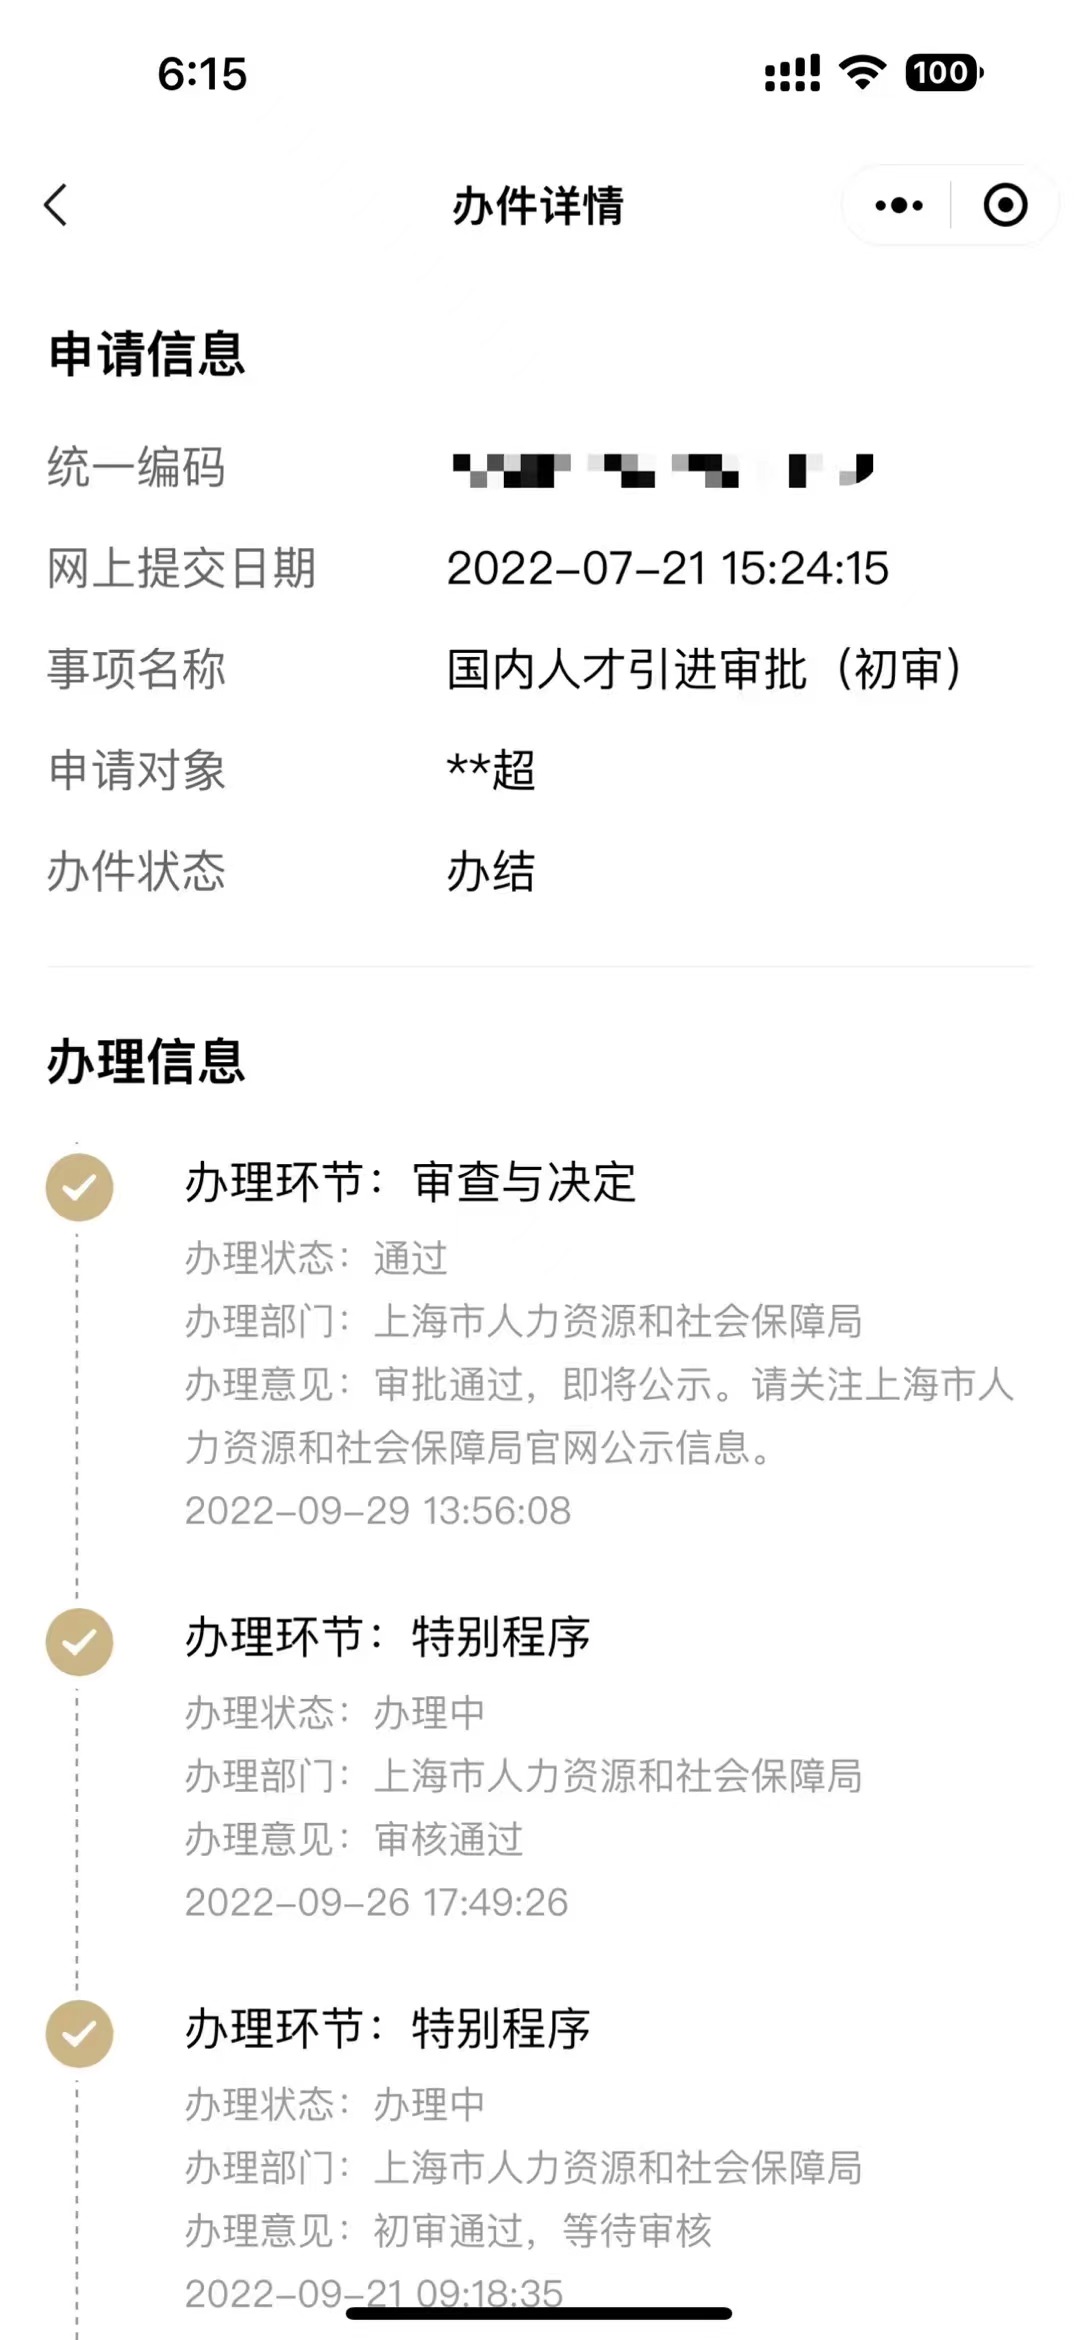 6:15
100
办件详情
申请信息
统一编码
网上提交日期 2022-07-21 15:24:15
事项名称 国内人才引进审批（初审）
申请对象 **超
办件状态 办结
办理信息
办理环节：审查与决定
办理状态：通过
办理部门：上海市人力资源和社会保障局
办理意见：审批通过，即将公示。请关注上海市人
力资源和社会保障局官网公示信息。
2022-09-29 13:56:08
办理环节：特别程序
办理状态：办理中
办理部门：上海市人力资源和社会保障局
办理意见：审核通过
2022-09-26 17:49:26
办理环节：特别程序
办理状态：办理中
办理部门：上海市人力资源和社会保障局
办理意见：初审通过，等待审核
2022-09-21 09:18:35